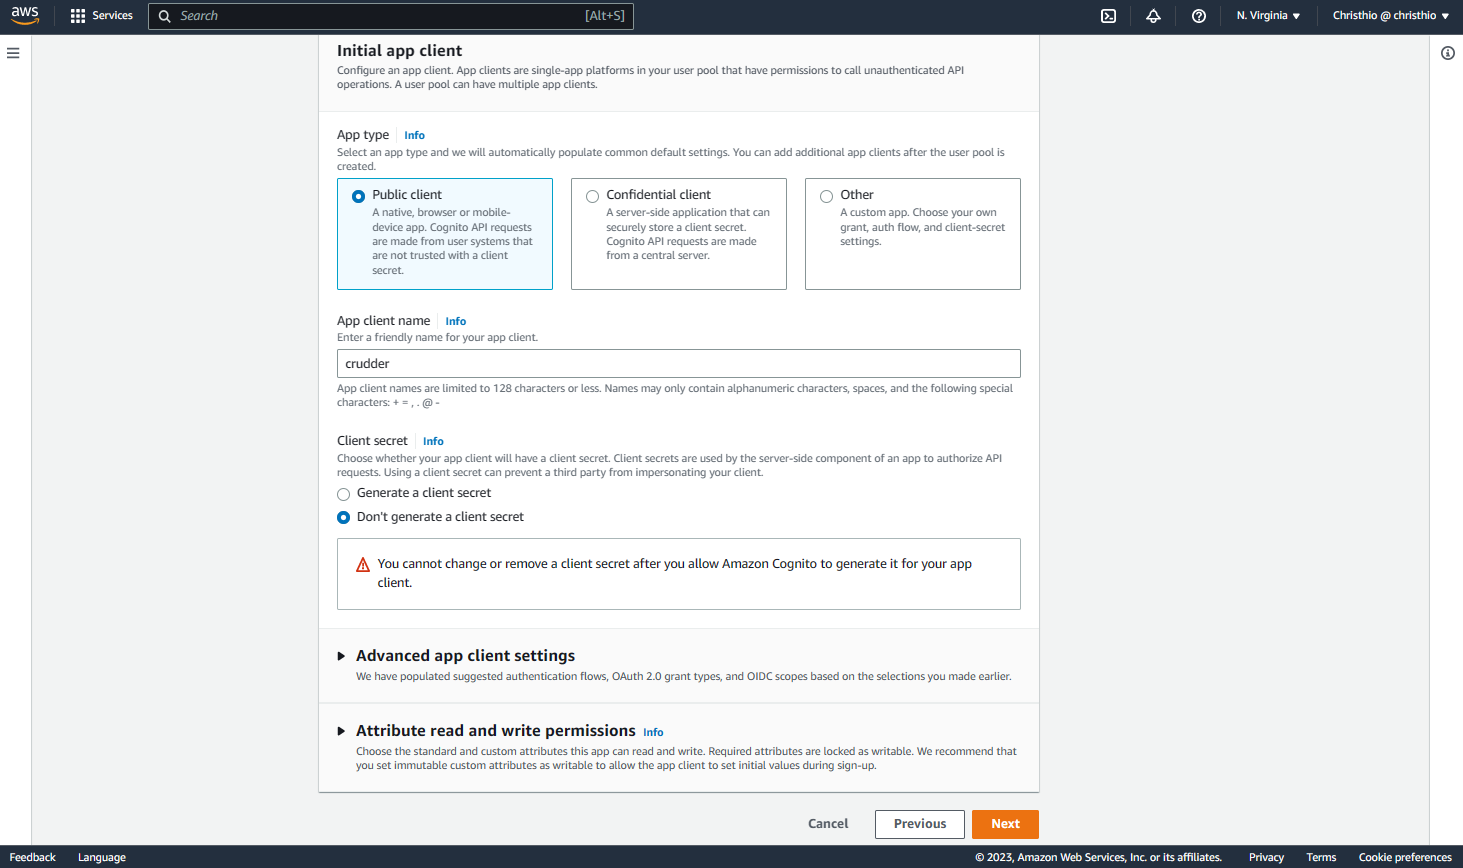 aws
Services
Search
[Alt+S]
N. Virginia
Christhio @ christhio
Initial app client
Configure an app client. App clients are single-app platforms in your user pool that have permissions to call unauthenticated API
operations. A user pool can have multiple app clients.
App type Info
Select an app type and we will automatically populate common default settings. You can add additional app clients after the user pool is
created.
Public client
A native, browser or mobile-
device app. Cognito API requests
are made from user systems that
are not trusted with a client
secret.
Confidential client
A server-side application that can
securely store a client secret.
Cognito API requests are made
from a central server.
Other
A custom app. Choose your own
grant, auth flow, and client-secret
settings.
App client name Info
Enter a friendly name for your app client.
crudder
App client names are limited to 128 characters or less. Names may only contain alphanumeric characters, spaces, and the following special
characters: + = , . @ -
Client secret Info
Choose whether your app client will have a client secret. Client secrets are used by the server-side component of an app to authorize API
requests. Using a client secret can prevent a third party from impersonating your client.
Generate a client secret
Don't generate a client secret
You cannot change or remove a client secret after you allow Amazon Cognito to generate it for your app
client.
Advanced app client settings
We have populated suggested authentication flows, OAuth 2.0 grant types, and OIDC scopes based on the selections you made earlier.
Attribute read and write permissions Info
Choose the standard and custom attributes this app can read and write. Required attributes are locked as writable. We recommend that
you set immutable custom attributes as writable to allow the app client to set initial values during sign-up.
Cancel
Previous
Next
Feedback
Language
© 2023, Amazon Web Services, Inc. or its affiliates.
Privacy
Terms
Cookie preferences